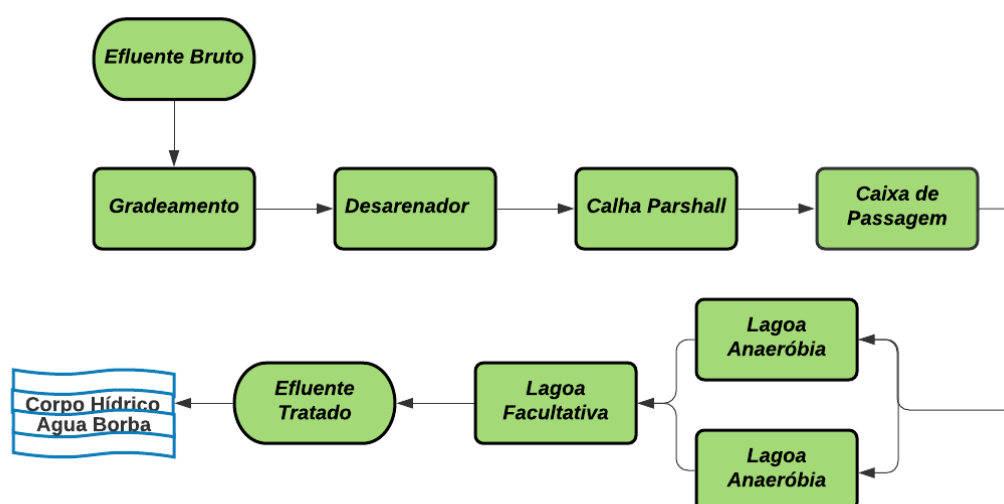 Efluente Bruto
Gradeamento
Desarenador
Calha Parshall
Caixa de
Passagem
Lagoa
Anaeróbia
Lagoa
Anaeróbia
Lagoa
Facultativa
Efluente
Tratado
Corpo Hídrico
Agua Borba